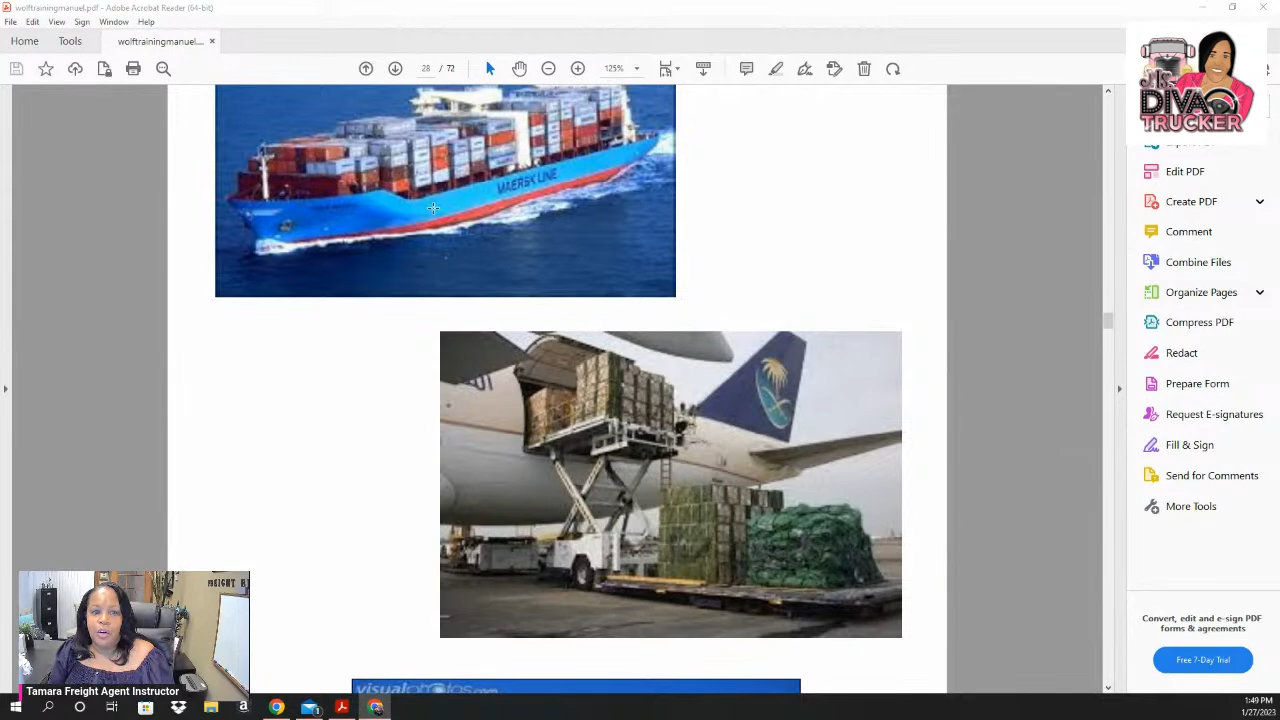 wolftrainingmanuel.pdf - Adobe Acrobat Reader (64-bit)
File Edit View Sign Window Help
Home Tools wolftrainingmanuel....
28 / 72 125%
DIVA
TRUCKER
MAERSK LINE
Edit PDF
Create PDF
Comment
Combine Files
Organize Pages
Compress PDF
Redact
Prepare Form
Request E-signatures
Fill & Sign
Send for Comments
More Tools
Convert, edit and e-sign PDF
forms & agreements
Free 7-Day Trial
visualphotos.com
Tamara Freight Agent Instructor
1:49 PM
1/27/2023